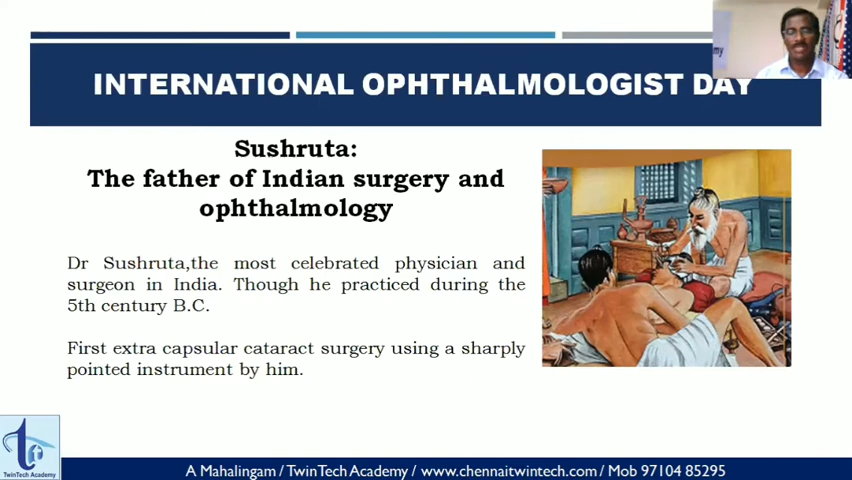 INTERNATIONAL OPHTHALMOLOGIST DAY
Sushruta:
The father of Indian surgery and
ophthalmology
Dr Sushruta,the most celebrated physician and
surgeon in India. Though he practiced during the
5th century B.C.
First extra capsular cataract surgery using a sharply
pointed instrument by him.
TwinTech Academy
A Mahalingam / TwinTech Academy / www.chennaitwintech.com / Mob 97104 85295